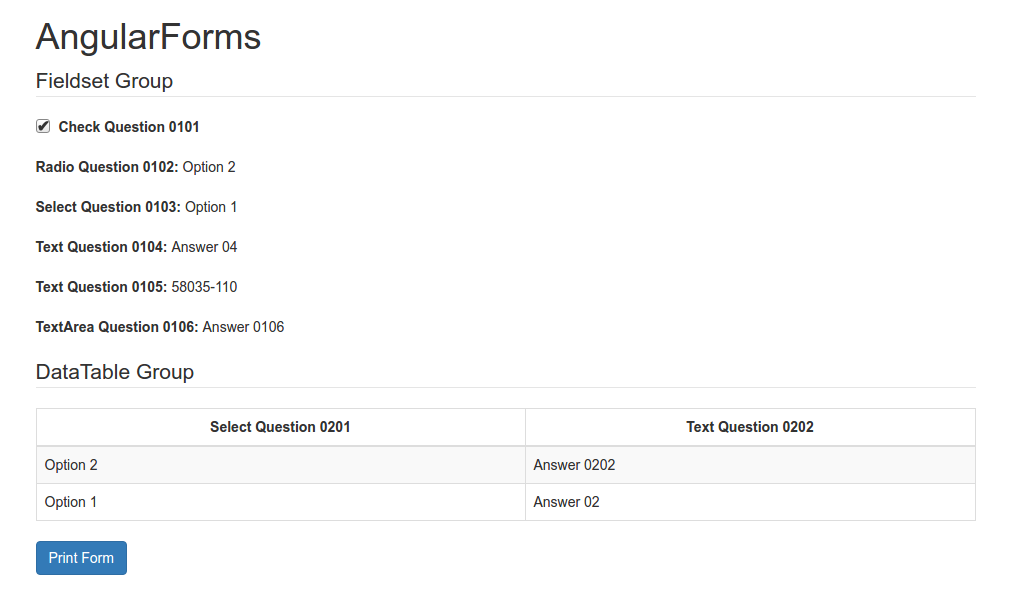 AngularForms
Fieldset Group
Check Question 0101
Radio Question 0102: Option 2
Select Question 0103: Option 1
Text Question 0104: Answer 04
Text Question 0105: 58035-110
TextArea Question 0106: Answer 0106
DataTable Group
Select Question 0201 Text Question 0202
Option 2 Answer 0202
Option 1 Answer 02
Print Form